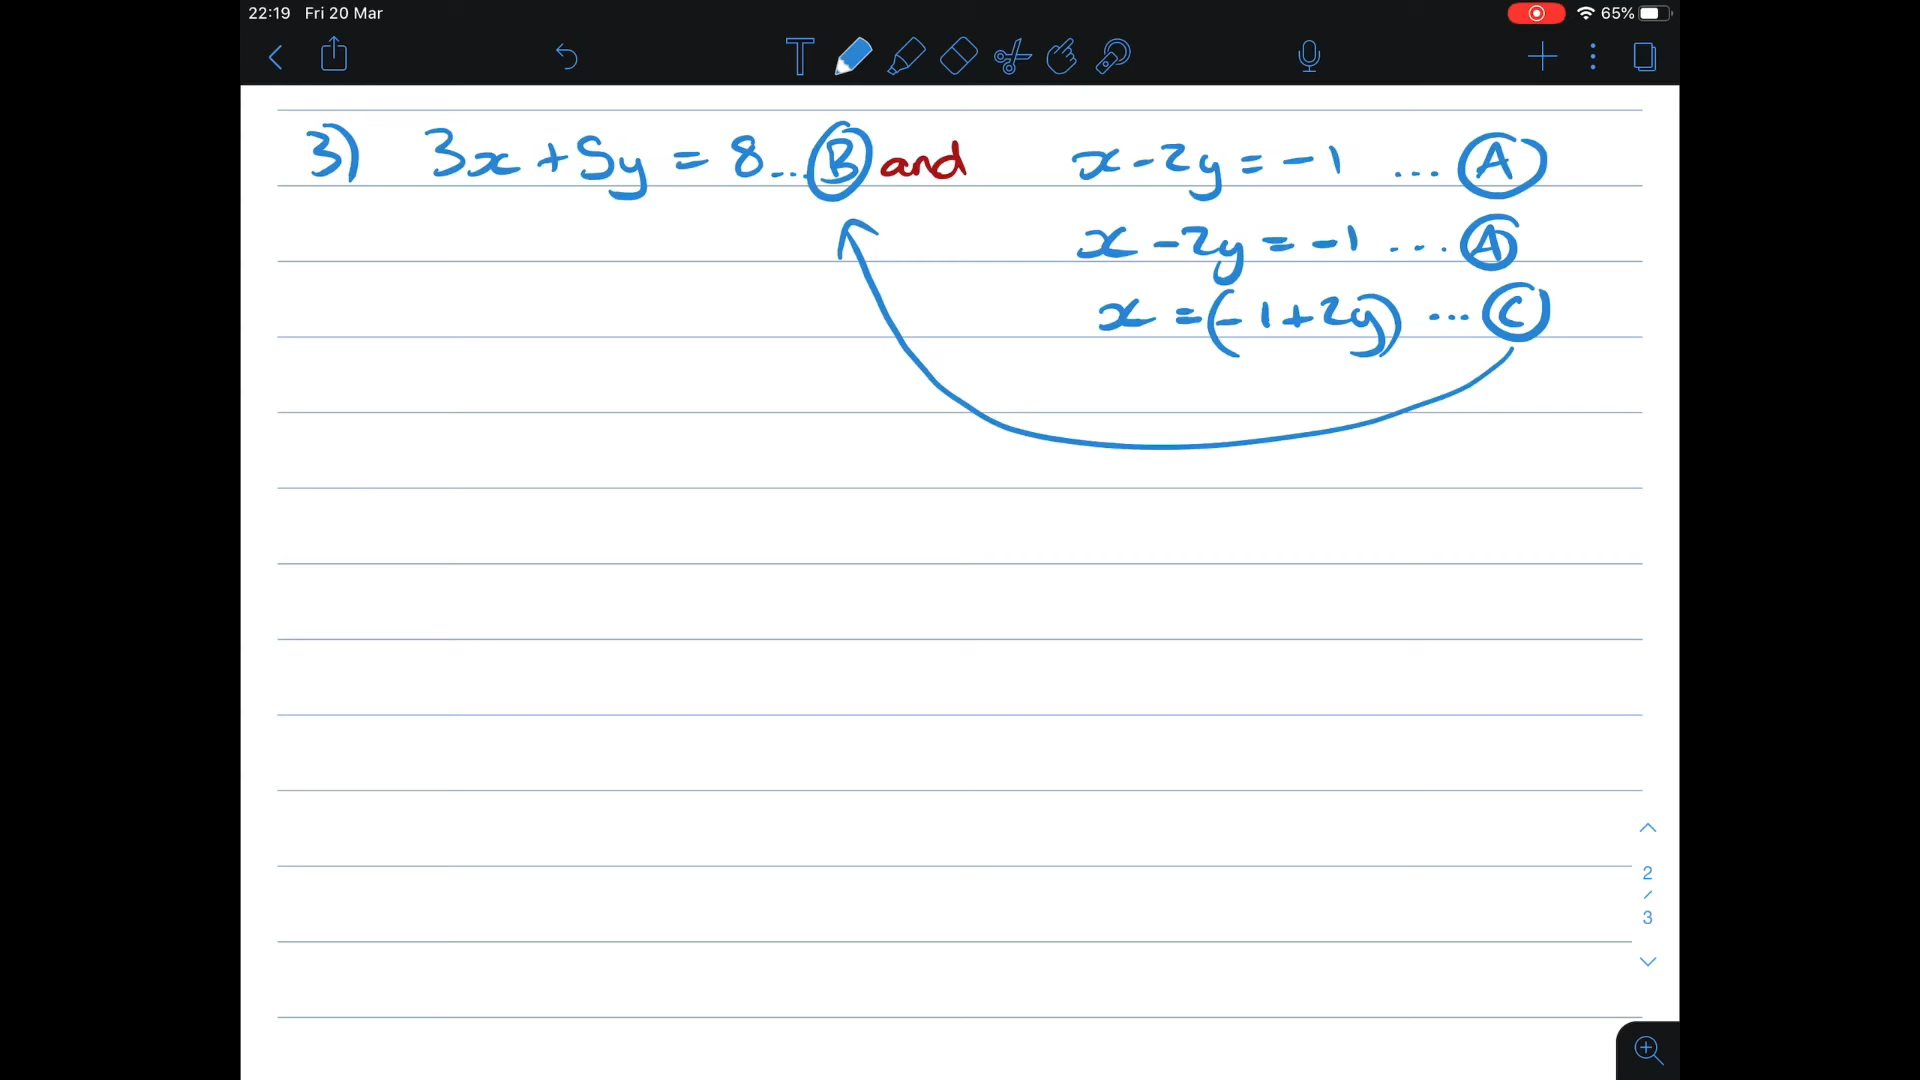 22:19 Fri 20 Mar 65%
T
3) 3x + 5y = 8 ... B and x - 2y = -1 ... A
x - 2y = -1 ... A
x = (-1 + 2y) ... C
2
/
3